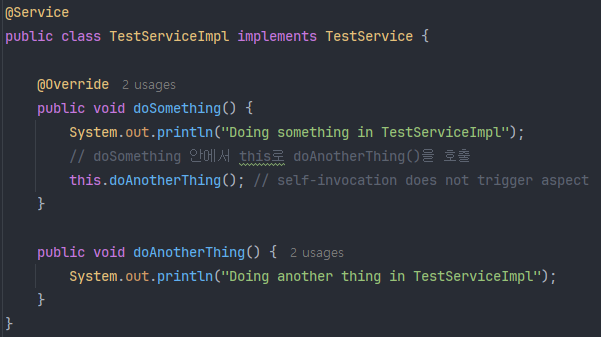 @Service
public class TestServiceImpl implements TestService {
@Override 2 usages
public void doSomething() {
System.out.println("Doing something in TestServiceImpl");
// doSomething 안에서 this로 doAnotherThing()을 호출
this.doAnotherThing(); // self-invocation does not trigger aspect
}
public void doAnotherThing() { 2 usages
System.out.println("Doing another thing in TestServiceImpl");
}
}